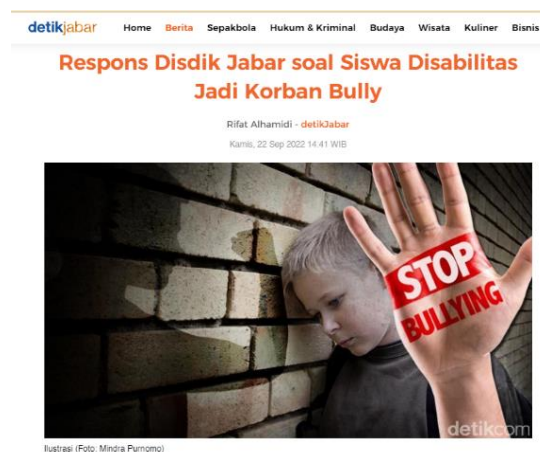 detikjabar Home Berita Sepakbola Hukum & Kriminal Budaya Wisata Kuliner Bisnis
Respons Disdik Jabar soal Siswa Disabilitas
Jadi Korban Bully
Rifat Alhamidi - detikJabar
Kamis, 22 Sep 2022 14:41 WIB
STOP
BULLYING
detikcom
Ilustrasi (Foto: Mindra Purnomo)